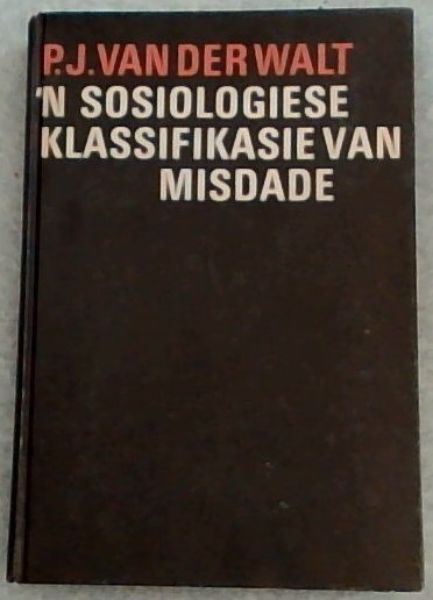 P.J. VAN DER WALT
'N SOSIOLOGIESE
KLASSIFIKASIE VAN
MISDADE